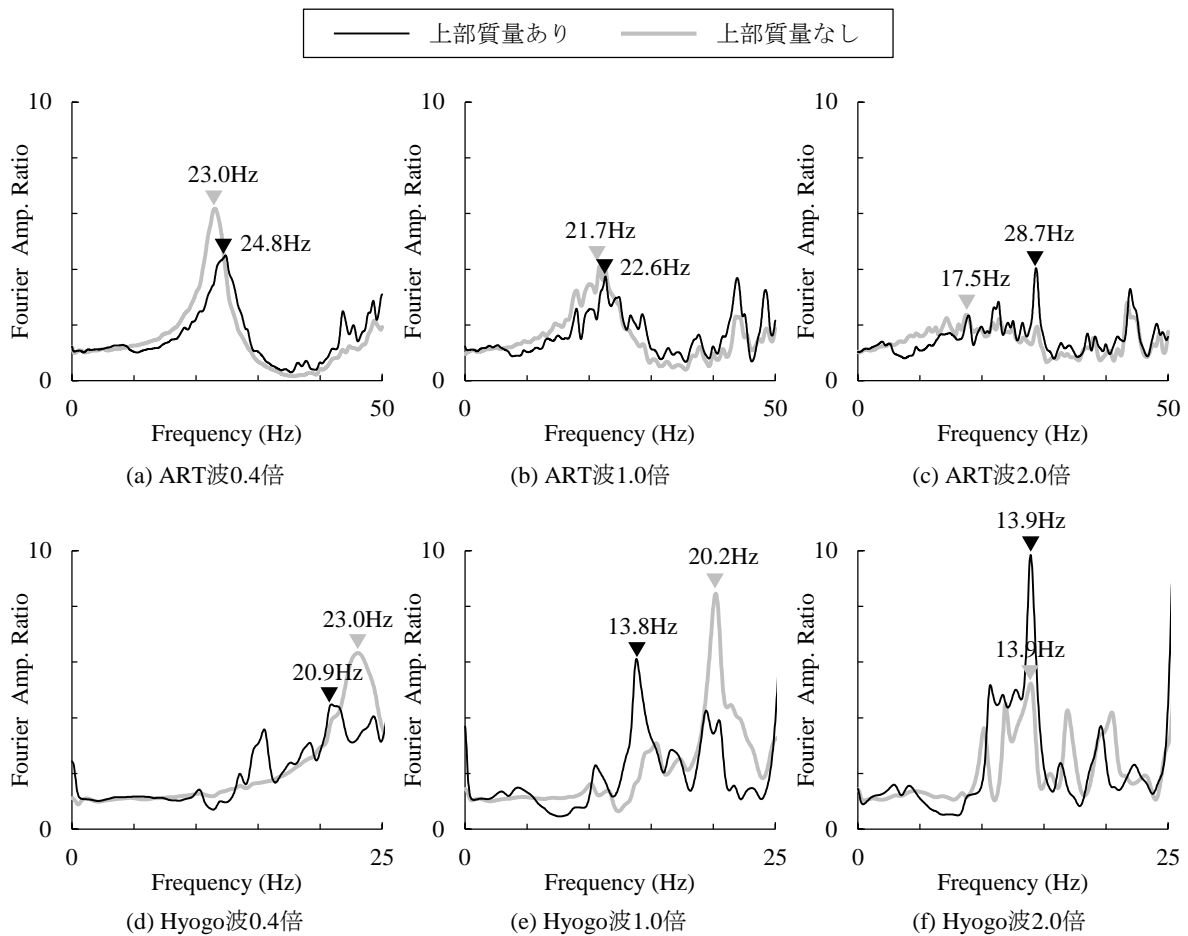 上部質量あり 上部質量なし
10
Fourier Amp. Ratio
0
23.0Hz
24.8Hz
0 50
Frequency (Hz)
(a) ART波0.4倍
10
Fourier Amp. Ratio
0
21.7Hz
22.6Hz
0 50
Frequency (Hz)
(b) ART波1.0倍
10
Fourier Amp. Ratio
0
28.7Hz
17.5Hz
0 50
Frequency (Hz)
(c) ART波2.0倍
10
Fourier Amp. Ratio
0
23.0Hz
20.9Hz
0 25
Frequency (Hz)
(d) Hyogo波0.4倍
10
Fourier Amp. Ratio
0
20.2Hz
13.8Hz
0 25
Frequency (Hz)
(e) Hyogo波1.0倍
13.9Hz
10
Fourier Amp. Ratio
0
13.9Hz
0 25
Frequency (Hz)
(f) Hyogo波2.0倍